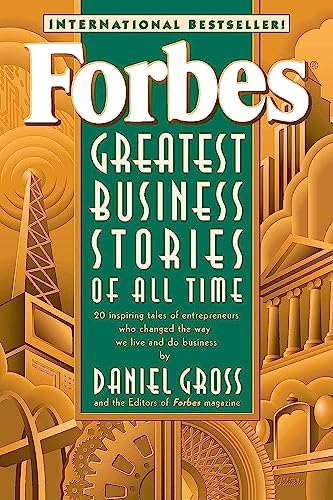 INTERNATIONAL BESTSELLER!
Forbes®
GREATEST
BUSINESS
STORIES
OF ALL TIME
20 inspiring tales of entrepreneurs
who changed the way
we live and do business
by
DANIEL GROSS
and the Editors of Forbes magazine